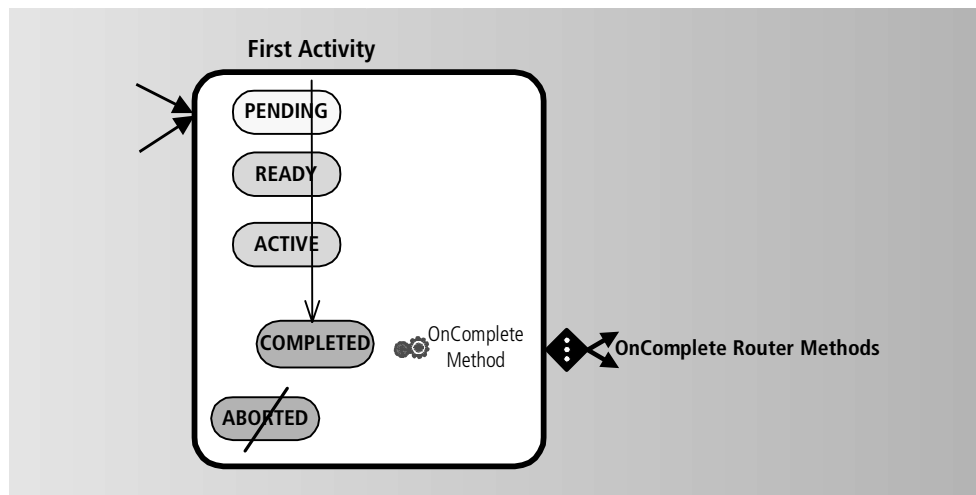 First Activity
PENDING
READY
ACTIVE
COMPLETED
OnComplete
Method
OnComplete Router Methods
ABORTED